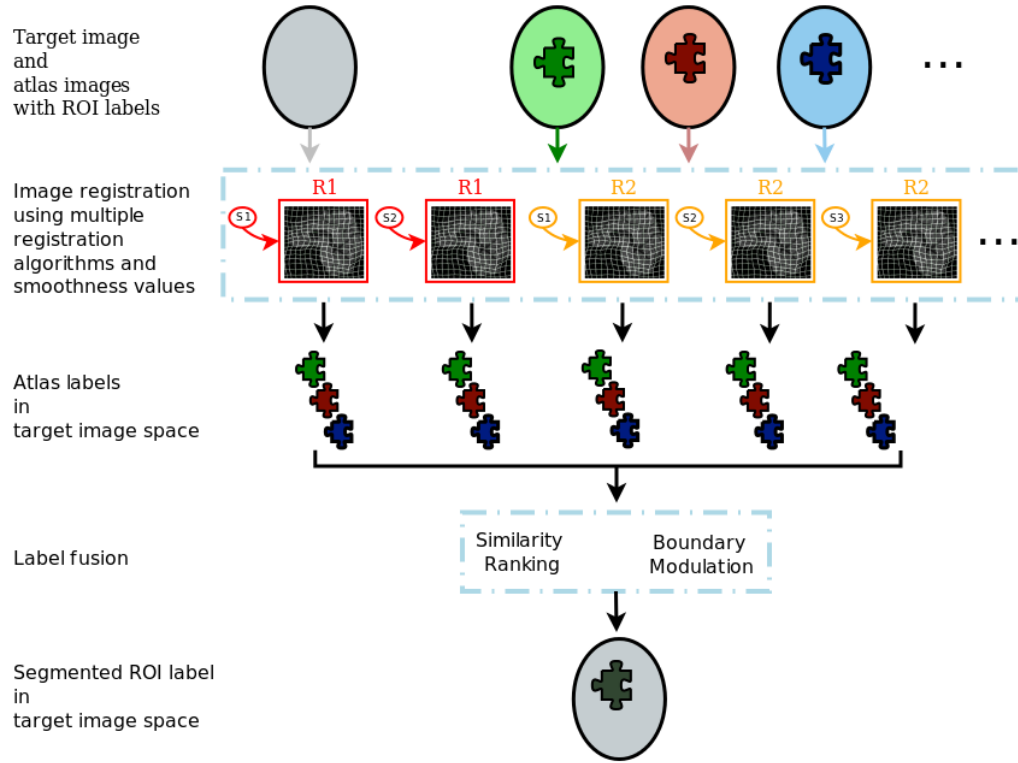 Target image
and
atlas images
with ROI labels
...
Image registration
using multiple
registration
algorithms and
smoothness values
R1
R1
R2
R2
R2
S1
S2
S1
S2
S3
...
Atlas labels
in
target image space
Label fusion
Similarity
Ranking
Boundary
Modulation
Segmented ROI label
in
target image space